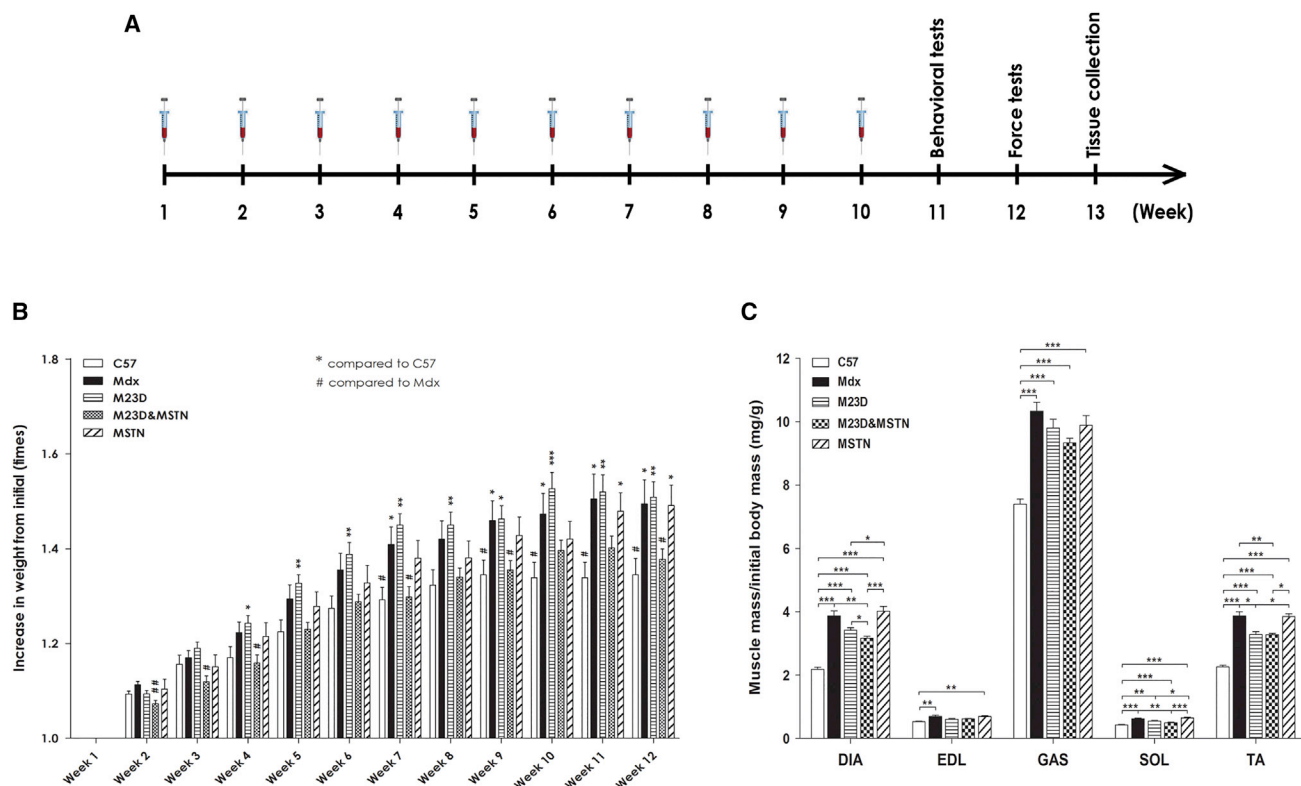 A
Behavioral tests
Force tests
Tissue collection
1 2 3 4 5 6 7 8 9 10 11 12 13 (Week)
B
C57
Mdx
M23D
M23D&MSTN
MSTN
* compared to C57
# compared to Mdx
Increase in weight from initial (fimes)
1.8
1.6
1.4
1.2
1.0
## # # # # # # # # # # # #
* ** ** * ** ** * * * *** * ** * * ** *
Week 1 Week 2 Week 3 Week 4 Week 5 Week 6 Week 7 Week 8 Week 9 Week 10 Week 11 Week 12
C
C57
Mdx
M23D
M23D&MSTN
MSTN
Muscle mass/initial body mass (mg/g)
12
10
8
6
4
2
0
*
***
***
*** ***
*** **
*
**
**
***
***
***
***
***
***
** *
*** ** ***
**
***
***
*** *
*** * *
DIA EDL GAS SOL TA